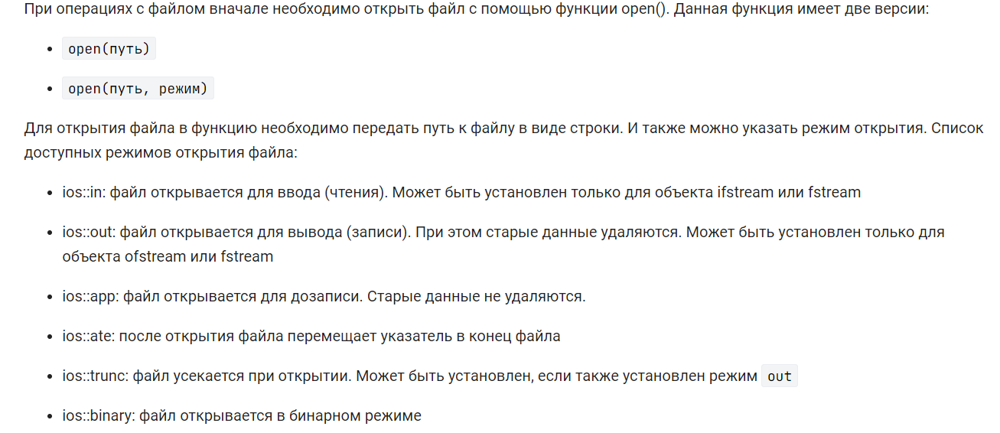 При операциях с файлом вначале необходимо открыть файл с помощью функции open(). Данная функция имеет две версии:
• open(путь)
• open(путь, режим)
Для открытия файла в функцию необходимо передать путь к файлу в виде строки. И также можно указать режим открытия. Список
доступных режимов открытия файла:
• ios::in: файл открывается для ввода (чтения). Может быть установлен только для объекта ifstream или fstream
• ios::out: файл открывается для вывода (записи). При этом старые данные удаляются. Может быть установлен только для
объекта ofstream или fstream
• ios::app: файл открывается для дозаписи. Старые данные не удаляются.
• ios::ate: после открытия файла перемещает указатель в конец файла
• ios::trunc: файл усекается при открытии. Может быть установлен, если также установлен режим out
• ios::binary: файл открывается в бинарном режиме